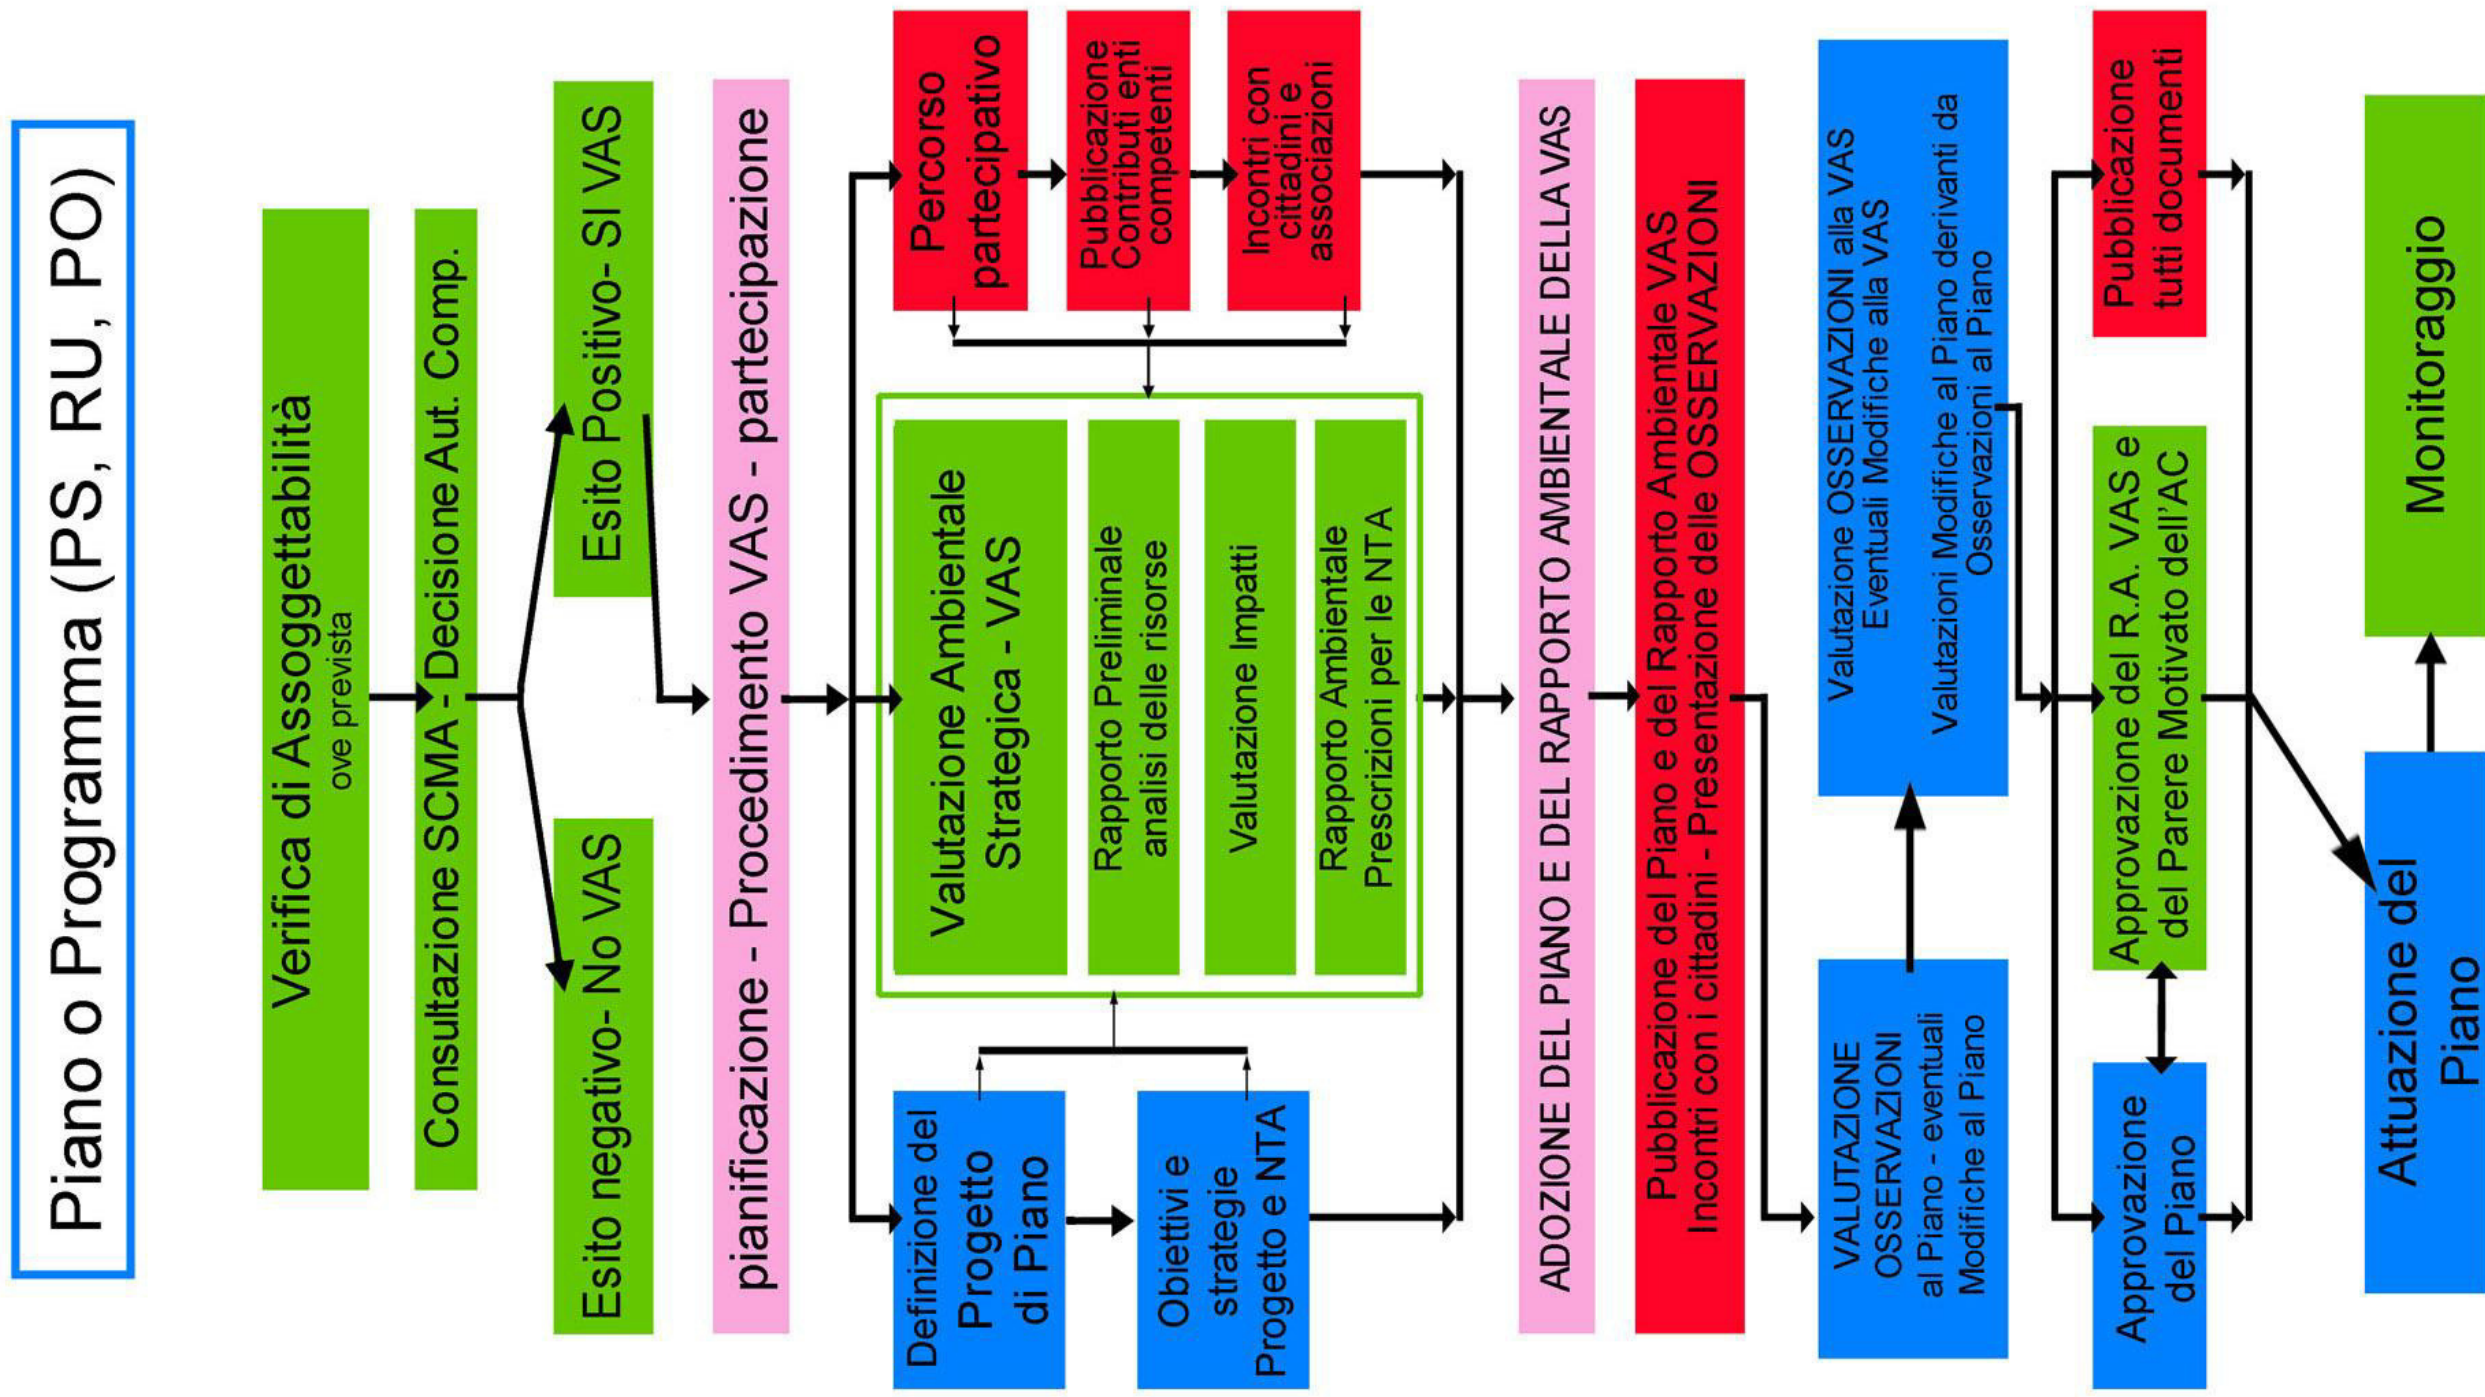 Piano o Programma (PS, RU, PO)
Verifica di Assoggettabilità
ove prevista
Consultazione SCMA - Decisione Aut. Comp.
Esito negativo- No VAS
Esito Positivo- SI VAS
pianificazione - Procedimento VAS - partecipazione
Definizione del
Progetto
di Piano
Obiettivi e
strategie
Progetto e NTA
Valutazione Ambientale
Strategica - VAS
Rapporto Preliminale
analisi delle risorse
Valutazione Impatti
Rapporto Ambientale
Prescrizioni per le NTA
Percorso
partecipativo
Pubblicazione
Contributi enti
competenti
Incontri con
cittadini e
associazioni
ADOZIONE DEL PIANO E DEL RAPPORTO AMBIENTALE DELLA VAS
Pubblicazione del Piano e del Rapporto Ambientale VAS
Incontri con i cittadini - Presentazione delle OSSERVAZIONI
VALUTAZIONE
OSSERVAZIONI
al Piano - eventuali
Modifiche al Piano
Valutazione OSSERVAZIONI alla VAS
Eventuali Modifiche alla VAS
Valutazioni Modifiche al Piano derivanti da
Osservazioni al Piano
Approvazione
del Piano
Approvazione del R.A. VAS e
del Parere Motivato dell'AC
Pubblicazione
tutti documenti
Attuazione del
Piano
Monitoraggio